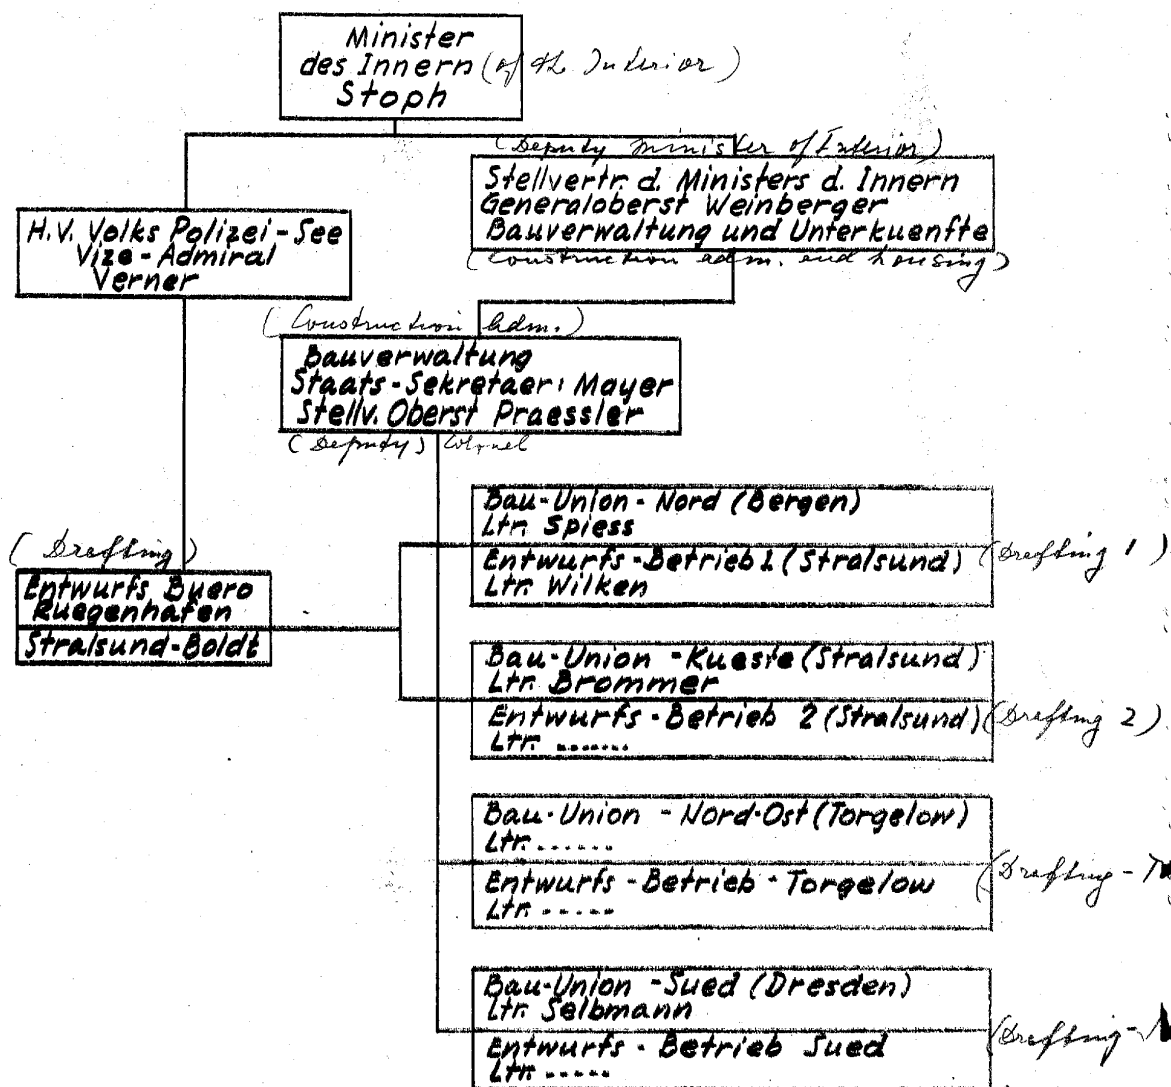 Minister
des Innern (of the Interior)
Stoph
(Deputy minister of Interior)
Stellvertr. d. Ministers d. Innern
Generaloberst Weinberger
Bauverwaltung und Unterkuenfte
(Construction adm. and housing)
H.V. Volks Polizei-See
Vize-Admiral
Verner
(Construction Adm.)
Bauverwaltung
Staats-Sekretaer: Mayer
Stellv. Oberst Praessler
(Deputy) Colonel
(Drafting)
Entwurfs Buero
Ruegenhafen
Stralsund-Boldt
Bau-Union-Nord (Bergen)
Ltr. Spiess
Entwurfs-Betrieb 1 (Stralsund) (Drafting 1)
Ltr. Wilken
Bau-Union-Kueste (Stralsund)
Ltr. Brommer
Entwurfs-Betrieb 2 (Stralsund) (Drafting 2)
Ltr. .......
Bau-Union-Nord-Ost (Torgelow)
Ltr. ......
Entwurfs-Betrieb-Torgelow (Drafting-
Ltr. .....
Bau-Union-Sued (Dresden)
Ltr. Selbmann
Entwurfs-Betrieb Sued (Drafting-
Ltr. .....